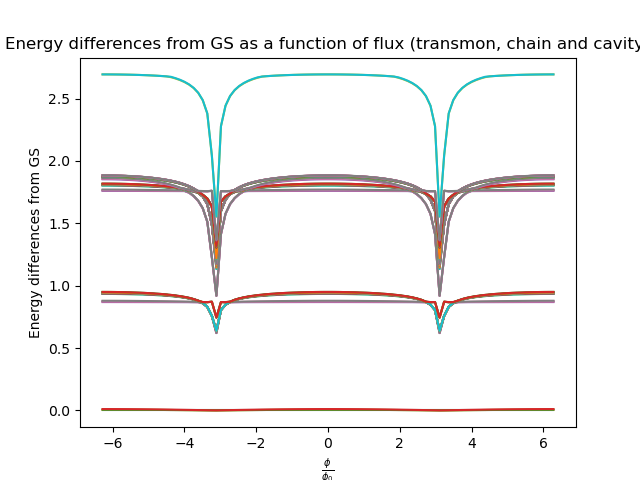 Energy differences from GS as a function of flux (transmon, chain and cavity
Energy differences from GS
2.5
2.0
1.5
1.0
0.5
0.0
−6 −4 −2 0 2 4 6
ϕ/ϕ₀